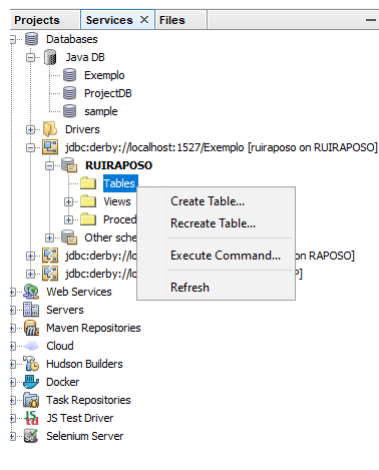 Projects Services × Files
Databases
Java DB
Exemplo
ProjectDB
sample
Drivers
jdbc:derby://localhost:1527/Exemplo [ruiraposo on RUIRAPOSO]
RUIRAPOSO
Tables
Views
Create Table...
Recreate Table...
Execute Command...
Refresh
Proced
Other sche
jdbc:derby://lo on RAPOSO]
jdbc:derby://lo P]
Web Services
Servers
Maven Repositories
Cloud
Hudson Builders
Docker
Task Repositories
JS Test Driver
Selenium Server